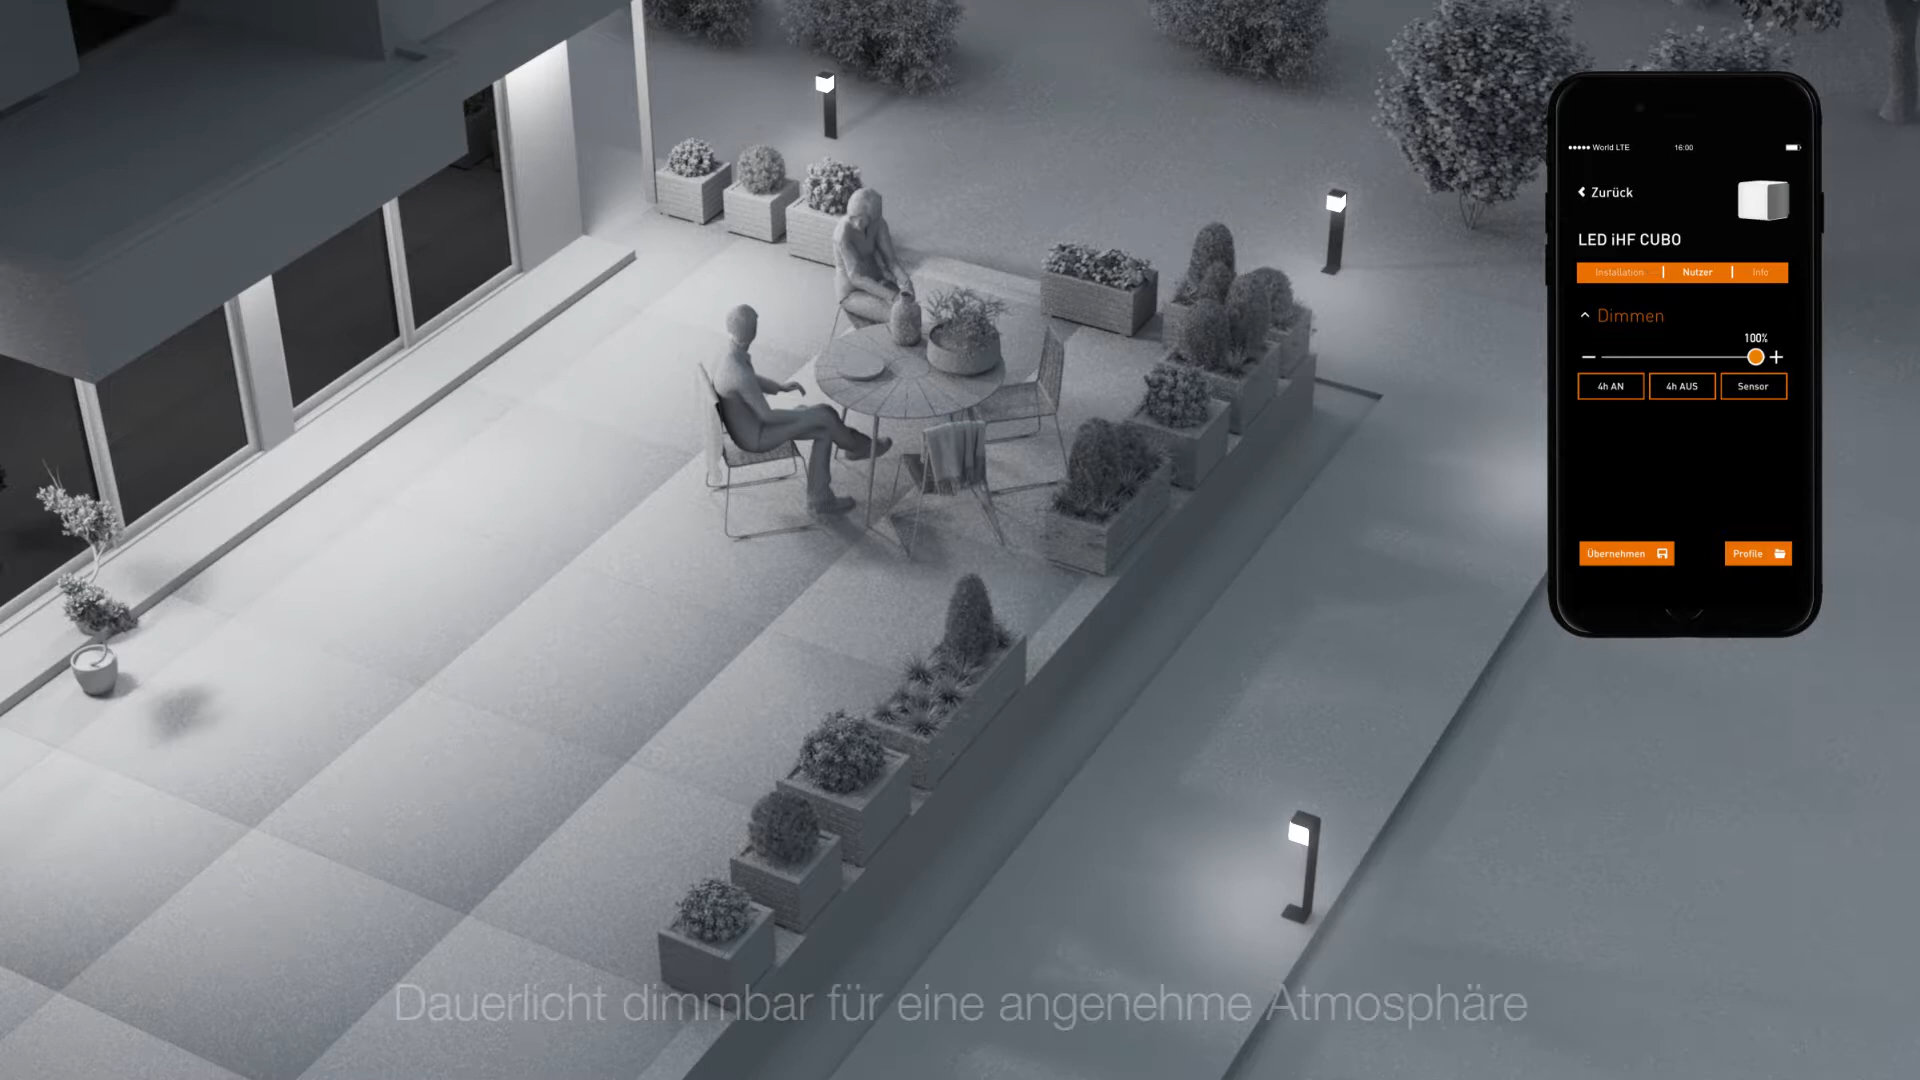 World LTE 16:00
Zurück
LED iHF CUBO
Installation | Nutzer | Info
Dimmen
100%
4h AN 4h AUS Sensor
Übernehmen Profile
Dauerlicht dimmbar für eine angenehme Atmosphäre